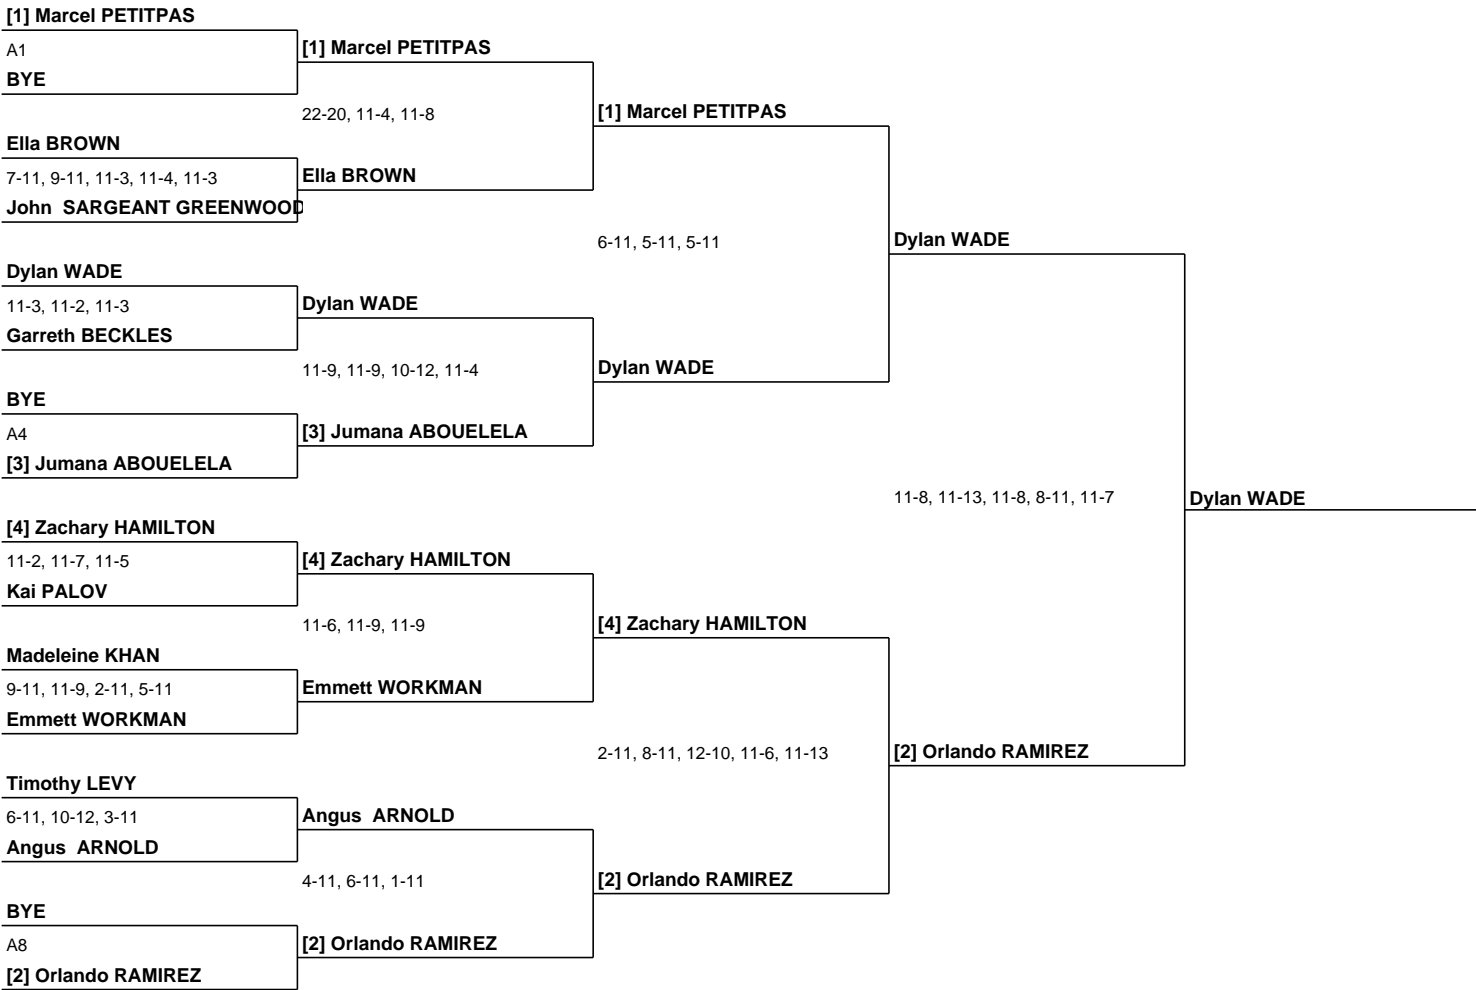 [1] Marcel PETITPAS
A1
BYE
Ella BROWN
7-11, 9-11, 11-3, 11-4, 11-3
John  SARGEANT GREENWOOD
Dylan WADE
11-3, 11-2, 11-3
Garreth BECKLES
BYE
A4
[3] Jumana ABOUELELA
[4] Zachary HAMILTON
11-2, 11-7, 11-5
Kai PALOV
Madeleine KHAN
9-11, 11-9, 2-11, 5-11
Emmett WORKMAN
Timothy LEVY
6-11, 10-12, 3-11
Angus  ARNOLD
BYE
A8
[2] Orlando RAMIREZ
[1] Marcel PETITPAS
22-20, 11-4, 11-8
Ella BROWN
Dylan WADE
11-9, 11-9, 10-12, 11-4
[3] Jumana ABOUELELA
[4] Zachary HAMILTON
11-6, 11-9, 11-9
Emmett WORKMAN
Angus  ARNOLD
4-11, 6-11, 1-11
[2] Orlando RAMIREZ
[1] Marcel PETITPAS
6-11, 5-11, 5-11
Dylan WADE
[4] Zachary HAMILTON
2-11, 8-11, 12-10, 11-6, 11-13
[2] Orlando RAMIREZ
Dylan WADE
11-8, 11-13, 11-8, 8-11, 11-7
[2] Orlando RAMIREZ
Dylan WADE